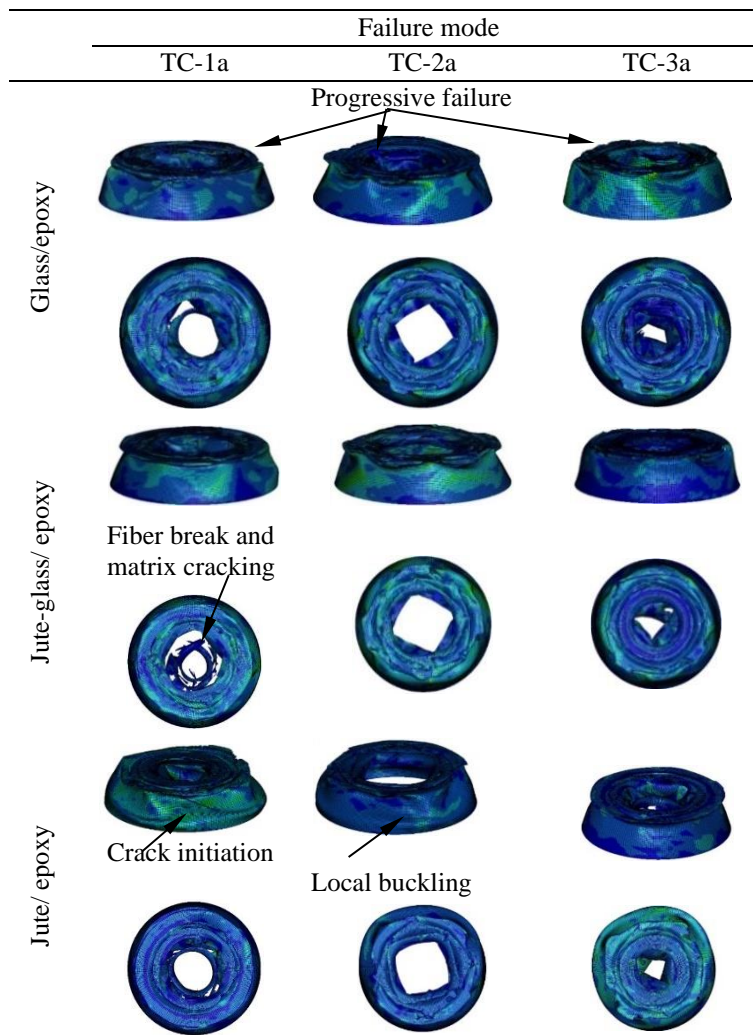 Failure mode
TC-1a TC-2a TC-3a
Progressive failure
Glass/epoxy
Jute-glass/ epoxy
Fiber break and
matrix cracking
Jute/ epoxy
Crack initiation
Local buckling